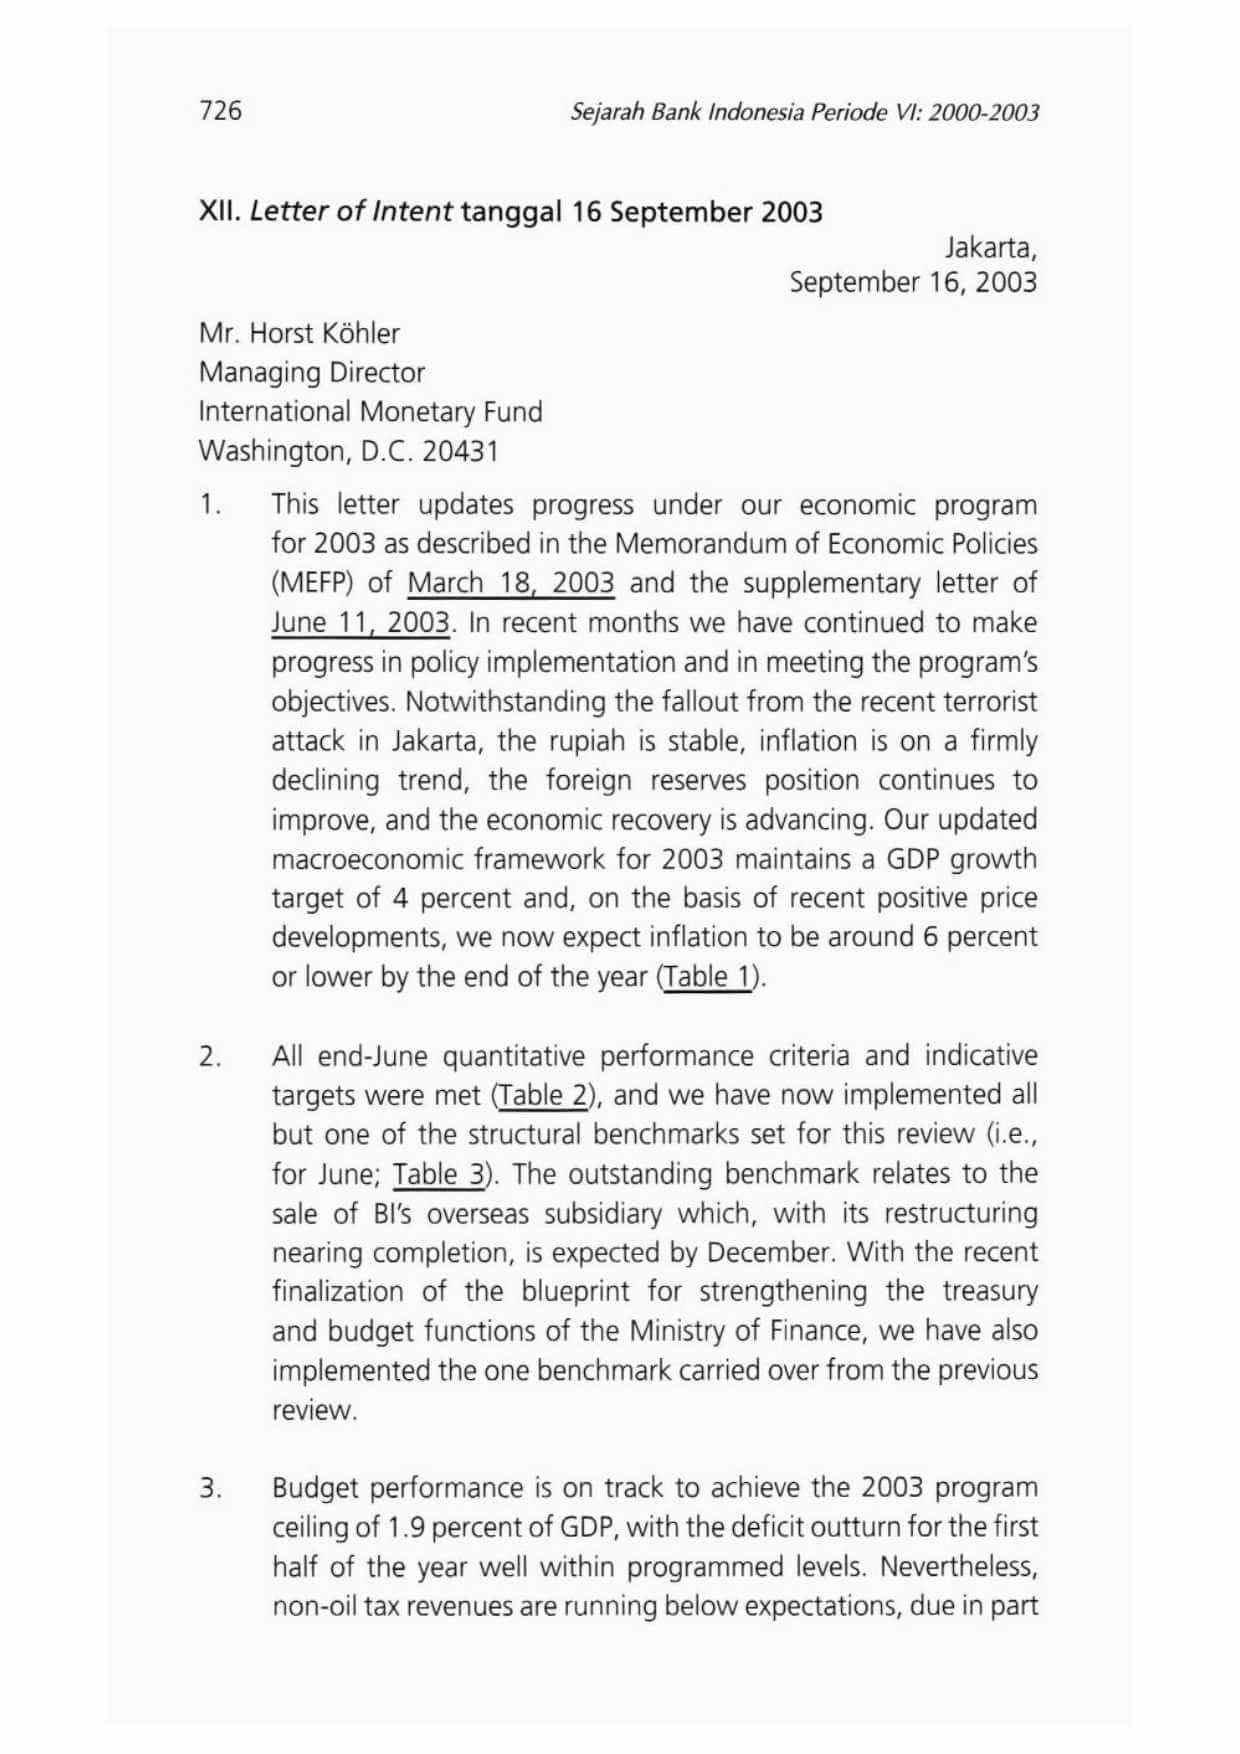 726
Sejarah Bank Indonesia Periode VI: 2000-2003
XII. Letter of Intent tanggal 16 September 2003
Jakarta,
September 16, 2003
Mr. Horst Köhler
Managing Director
International Monetary Fund
Washington, D.C. 20431
1. This letter updates progress under our economic program
for 2003 as described in the Memorandum of Economic Policies
(MEFP) of March 18, 2003 and the supplementary letter of
June 11, 2003. In recent months we have continued to make
progress in policy implementation and in meeting the program's
objectives. Notwithstanding the fallout from the recent terrorist
attack in Jakarta, the rupiah is stable, inflation is on a firmly
declining trend, the foreign reserves position continues to
improve, and the economic recovery is advancing. Our updated
macroeconomic framework for 2003 maintains a GDP growth
target of 4 percent and, on the basis of recent positive price
developments, we now expect inflation to be around 6 percent
or lower by the end of the year (Table 1).
2. All end-June quantitative performance criteria and indicative
targets were met (Table 2), and we have now implemented all
but one of the structural benchmarks set for this review (i.e.,
for June; Table 3). The outstanding benchmark relates to the
sale of BI's overseas subsidiary which, with its restructuring
nearing completion, is expected by December. With the recent
finalization of the blueprint for strengthening the treasury
and budget functions of the Ministry of Finance, we have also
implemented the one benchmark carried over from the previous
review.
3. Budget performance is on track to achieve the 2003 program
ceiling of 1.9 percent of GDP, with the deficit outturn for the first
half of the year well within programmed levels. Nevertheless,
non-oil tax revenues are running below expectations, due in part